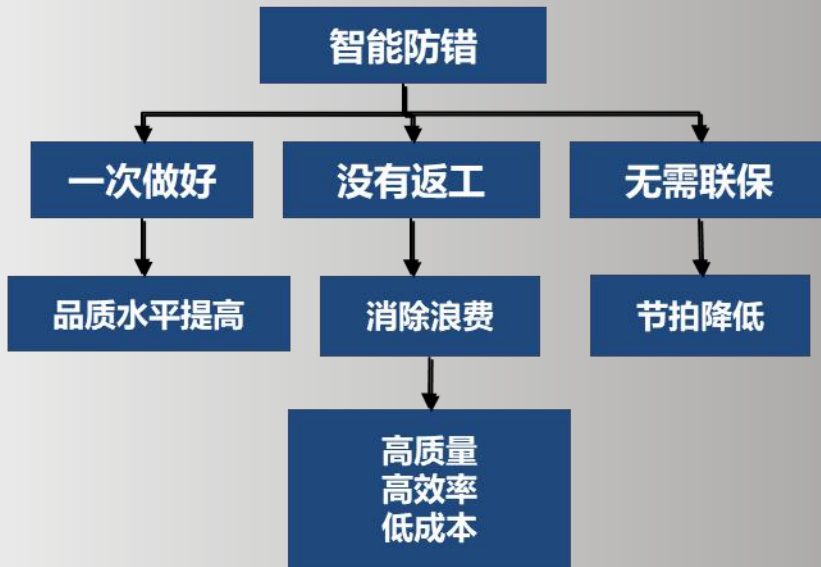 智能防错
一次做好
没有返工
无需联保
品质水平提高
消除浪费
节拍降低
高质量
高效率
低成本